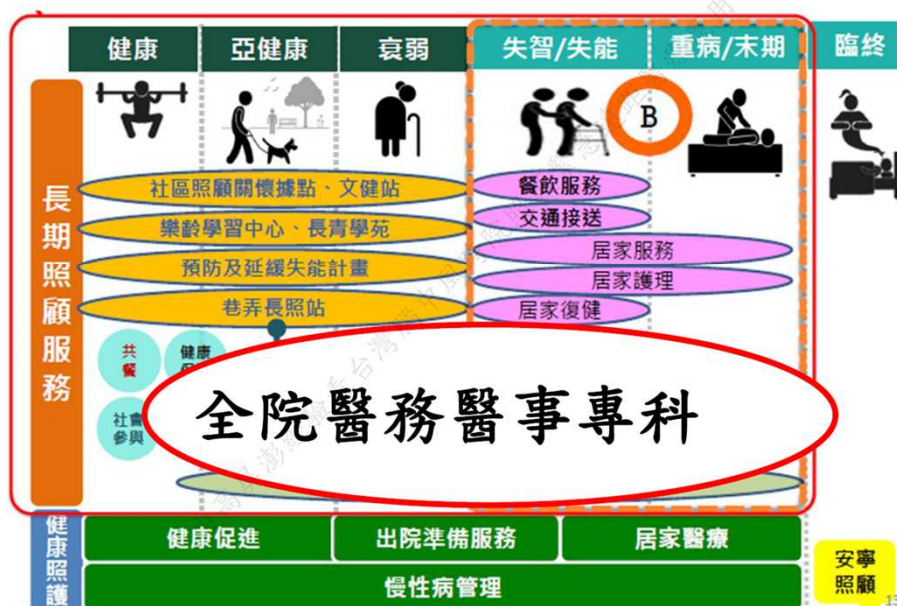 健康 亞健康 衰弱 失智/失能 重病/末期 臨終
B
長期照顧服務
社區照顧關懷據點、文健站
樂齡學習中心、長青學苑
預防及延緩失能計畫
巷弄長照站
餐飲服務
交通接送
居家服務
居家護理
居家復健
共餐
健康
社會參與
全院醫務醫事專科
健康照護
健康促進 出院準備服務 居家醫療
慢性病管理
安寧照顧